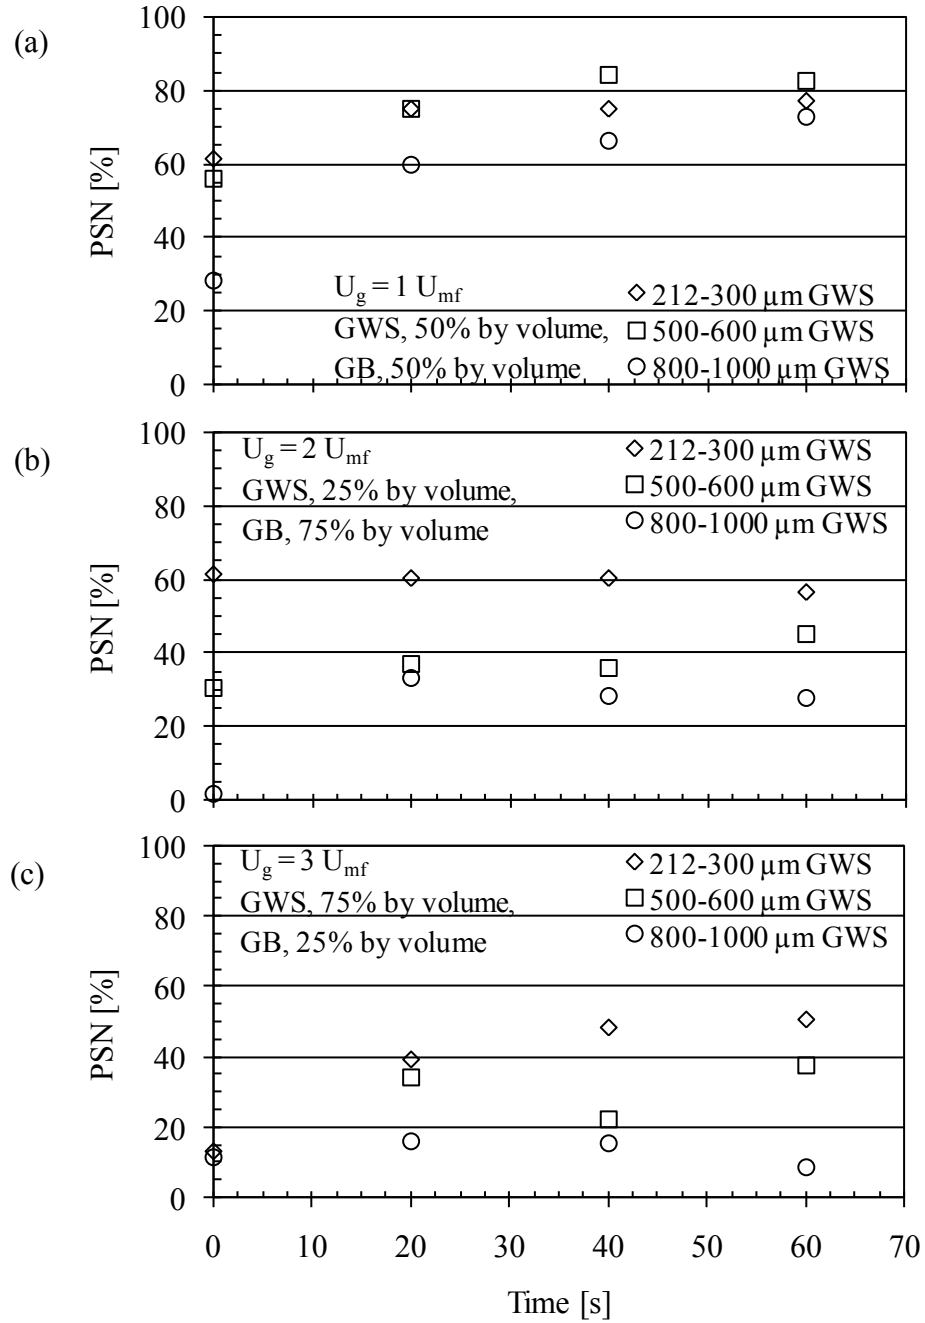 (a)
100
80
60
40
20
0
PSN [%]
U_g = 1 U_mf
GWS, 50% by volume,
GB, 50% by volume
212-300 µm GWS
500-600 µm GWS
800-1000 µm GWS
(b)
100
80
60
40
20
0
PSN [%]
U_g = 2 U_mf
GWS, 25% by volume,
GB, 75% by volume
212-300 µm GWS
500-600 µm GWS
800-1000 µm GWS
(c)
100
80
60
40
20
0
PSN [%]
U_g = 3 U_mf
GWS, 75% by volume,
GB, 25% by volume
212-300 µm GWS
500-600 µm GWS
800-1000 µm GWS
0 10 20 30 40 50 60 70
Time [s]